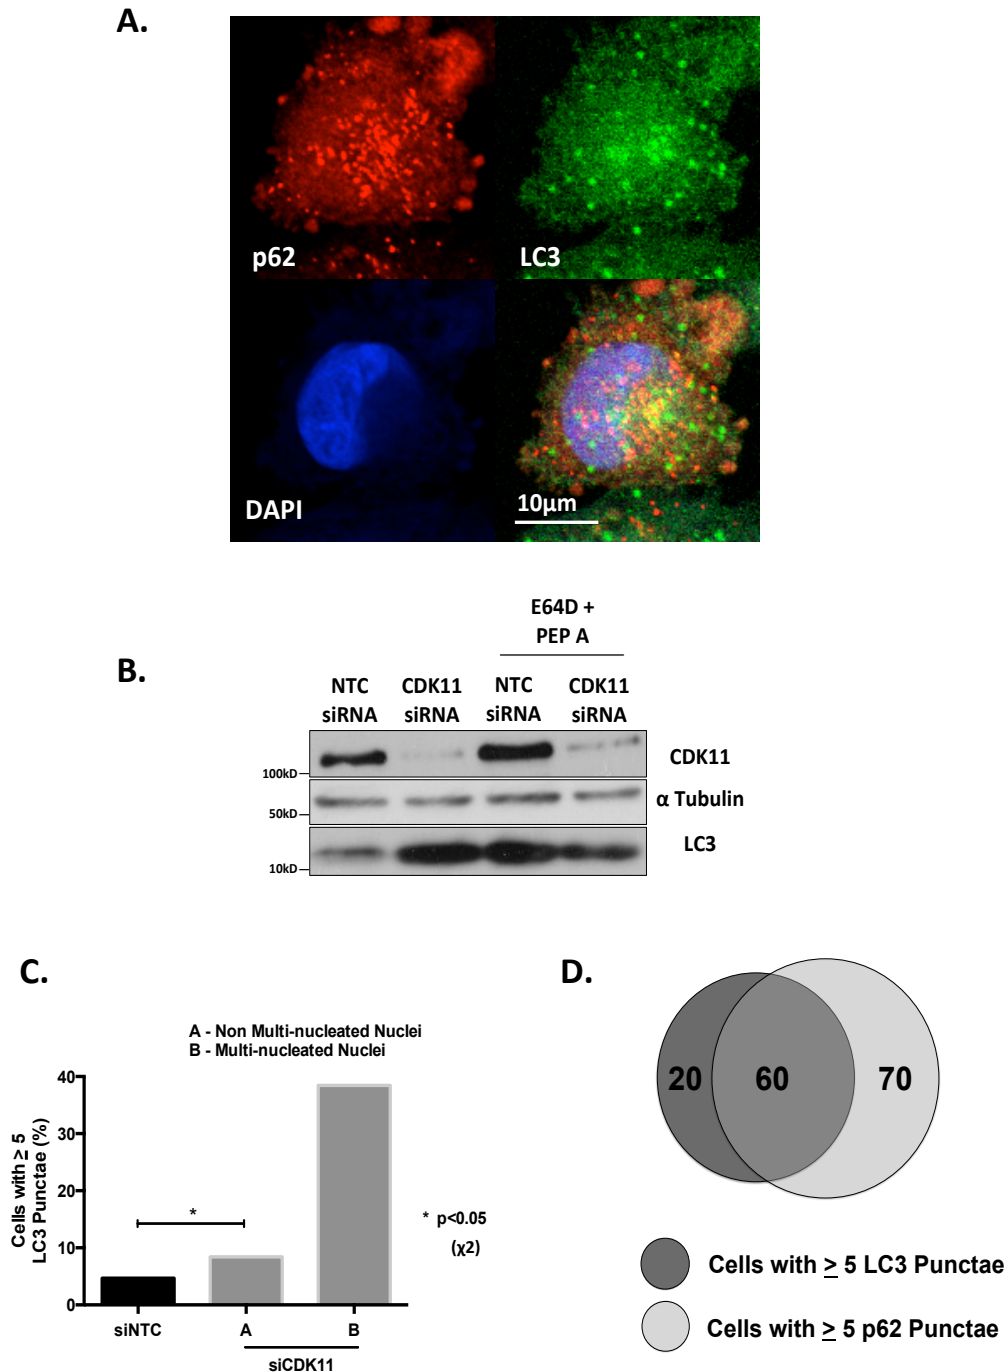 A.
p62
LC3
DAPI
10μm
E64D +
PEP A
B.
NTC
siRNA
CDK11
siRNA
NTC
siRNA
CDK11
siRNA
CDK11
100kD
α Tubulin
50kD
LC3
10kD
C.
A - Non Multi-nucleated Nuclei
B - Multi-nucleated Nuclei
Cells with ≥ 5
LC3 Punctae (%)
40
30
20
10
0
*
* p<0.05
(χ2)
siNTC
A
B
siCDK11
D.
20
60
70
Cells with ≥ 5 LC3 Punctae
Cells with ≥ 5 p62 Punctae